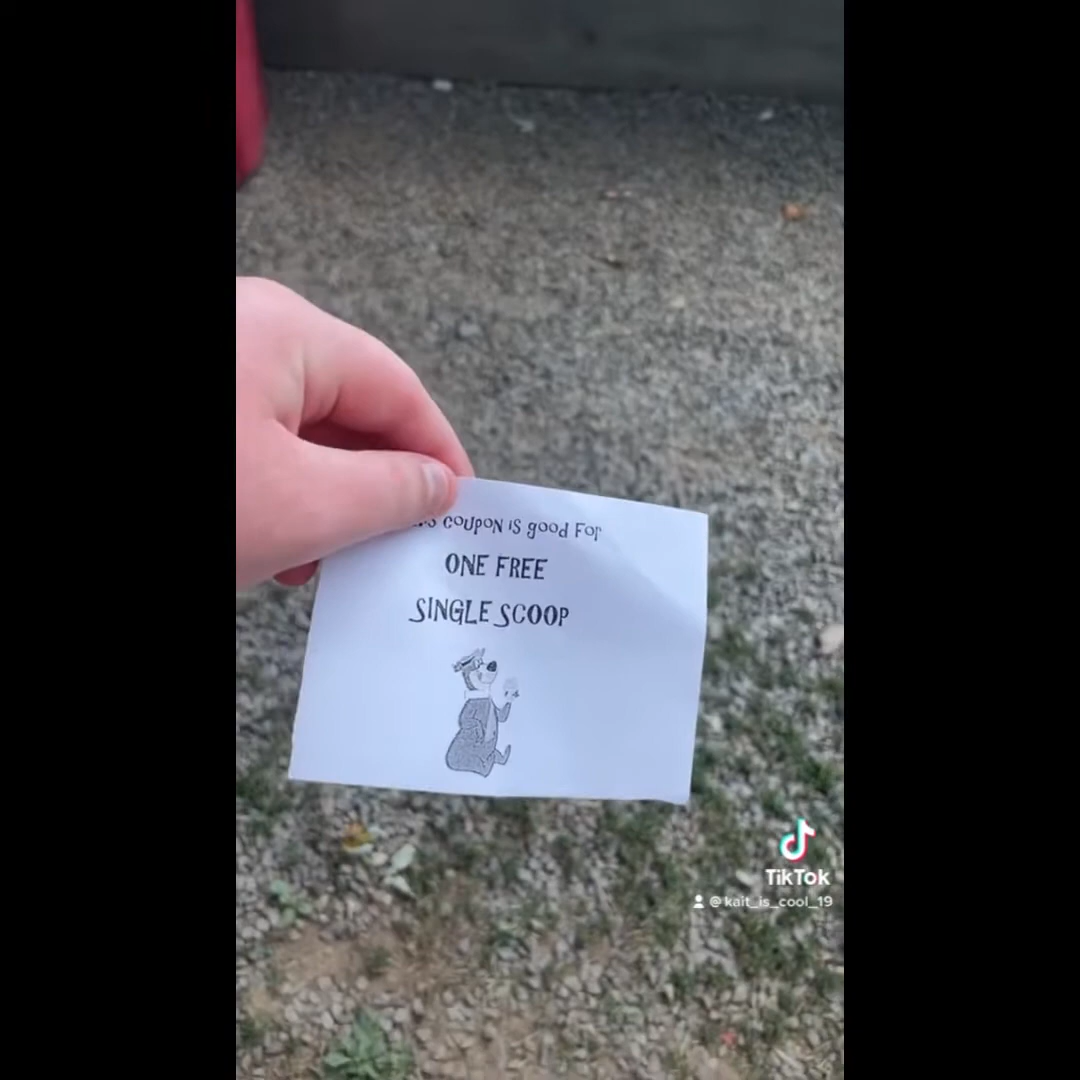 COUPON iS good For
ONE FREE
SINGLE SCOOP
TikTok
@kait_is_cool_19